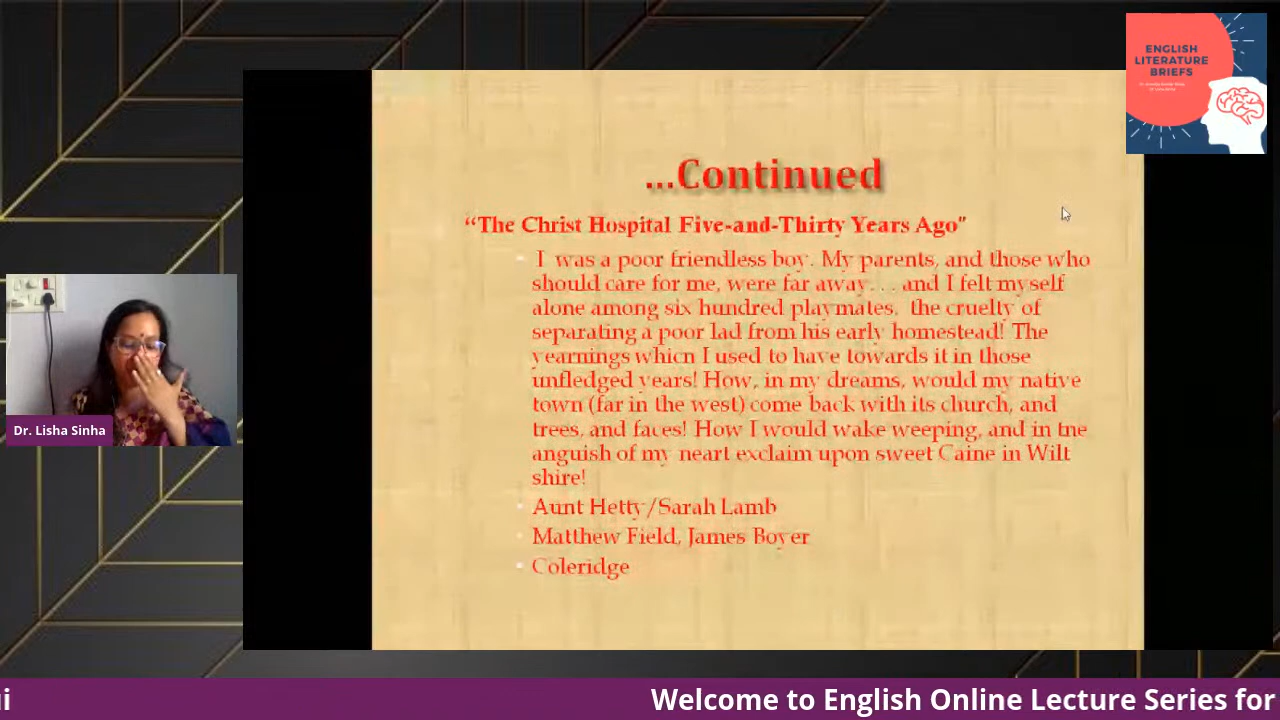 ENGLISH
LITERATURE
BRIEFS
...Continued
“The Christ Hospital Five-and-Thirty Years Ago”
I was a poor friendless boy. My parents, and those who
should care for me, were far away. . . and I felt myself
alone among six hundred playmates. the cruelty of
separating a poor lad from his early homestead! The
yearnings which I used to have towards it in those
unfledged years! How, in my dreams, would my native
town (far in the west) come back with its church, and
trees, and faces! How I would wake weeping, and in the
anguish of my heart exclaim upon sweet Caine in Wilt
shire!
Aunt Hetty/Sarah Lamb
Matthew Field, James Boyer
Coleridge
Dr. Lisha Sinha
Welcome to English Online Lecture Series for